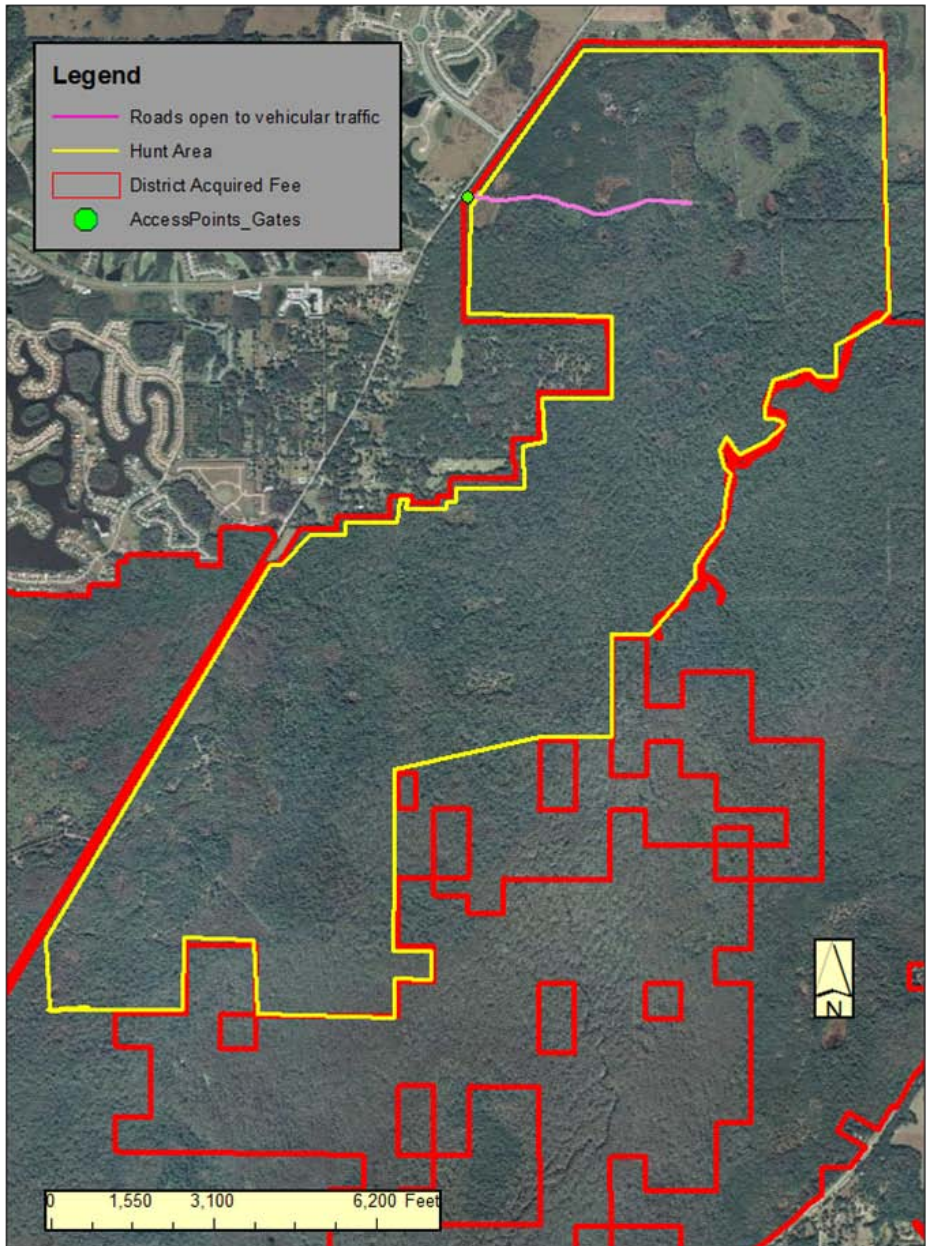 Legend
Roads open to vehicular traffic
Hunt Area
District Acquired Fee
AccessPoints_Gates
N
0 1,550 3,100 6,200 Feet